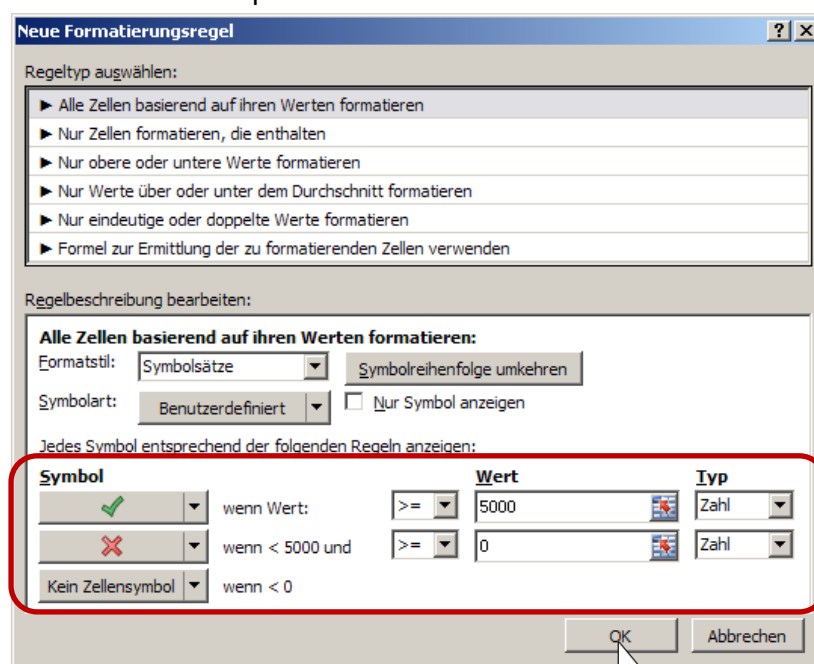 Neue Formatierungsregel
Regeltyp auswählen:
► Alle Zellen basierend auf ihren Werten formatieren
► Nur Zellen formatieren, die enthalten
► Nur obere oder untere Werte formatieren
► Nur Werte über oder unter dem Durchschnitt formatieren
► Nur eindeutige oder doppelte Werte formatieren
► Formel zur Ermittlung der zu formatierenden Zellen verwenden
Regelbeschreibung bearbeiten:
Alle Zellen basierend auf ihren Werten formatieren:
Formatstil: Symbolsätze Symbolreihenfolge umkehren
Symbolart: Benutzerdefiniert Nur Symbol anzeigen
Jedes Symbol entsprechend der folgenden Regeln anzeigen:
Symbol Wert Typ
wenn Wert: >= 5000 Zahl
wenn < 5000 und >= 0 Zahl
Kein Zellensymbol wenn < 0
OK Abbrechen